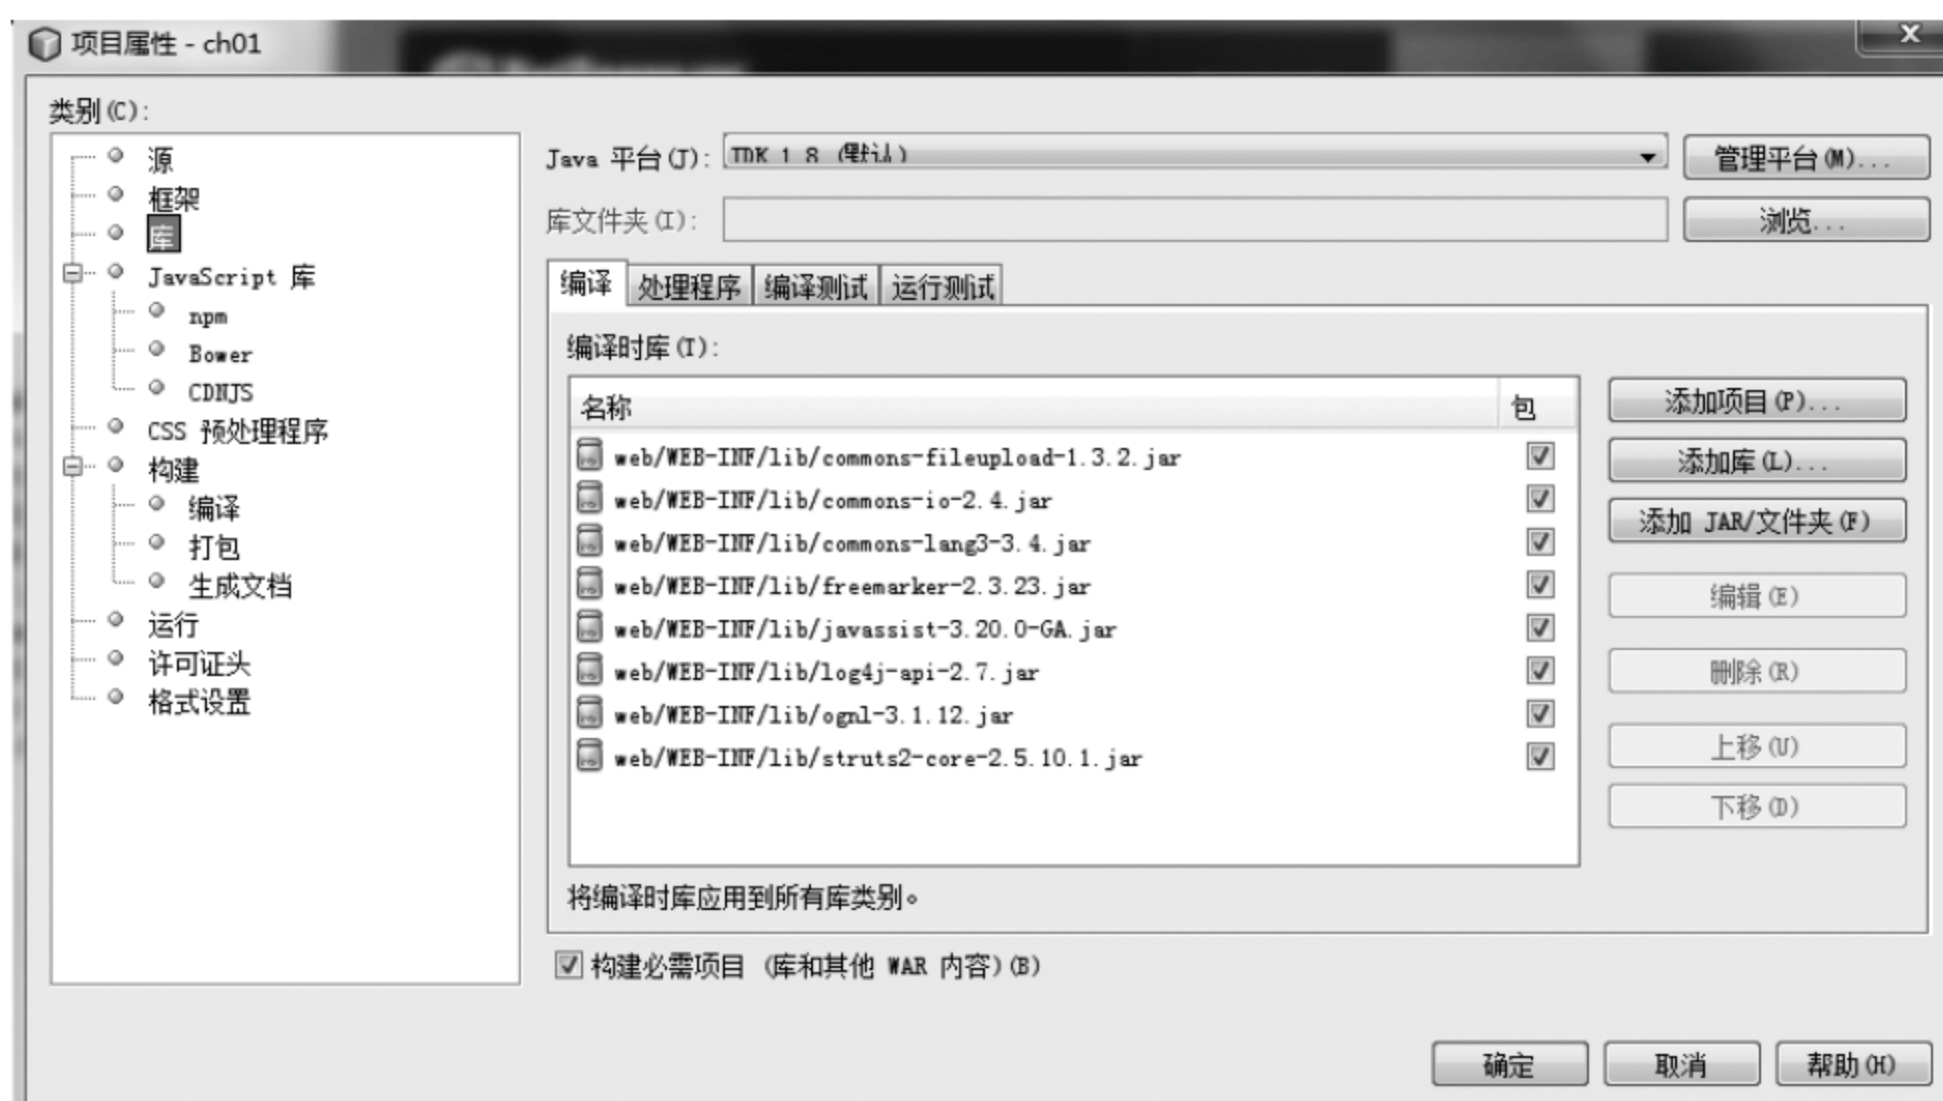 项目属性 - ch01
类别(C):
源
框架
库
JavaScript 库
npm
Bower
CDNJS
CSS 预处理程序
构建
编译
打包
生成文档
运行
许可证头
格式设置
Java 平台(J): JDK 1.8 (默认) 管理平台(M)...
库文件夹(I): 浏览...
编译 处理程序 编译测试 运行测试
编译时库(T):
名称 包
web/WEB-INF/lib/commons-fileupload-1.3.2.jar
web/WEB-INF/lib/commons-io-2.4.jar
web/WEB-INF/lib/commons-lang3-3.4.jar
web/WEB-INF/lib/freemarker-2.3.23.jar
web/WEB-INF/lib/javassist-3.20.0-GA.jar
web/WEB-INF/lib/log4j-api-2.7.jar
web/WEB-INF/lib/ognl-3.1.12.jar
web/WEB-INF/lib/struts2-core-2.5.10.1.jar
添加项目(P)...
添加库(L)...
添加 JAR/文件夹(F)
编辑(E)
删除(R)
上移(U)
下移(D)
将编译时库应用到所有库类别。
构建必需项目 (库和其他 WAR 内容)(B)
确定 取消 帮助(H)